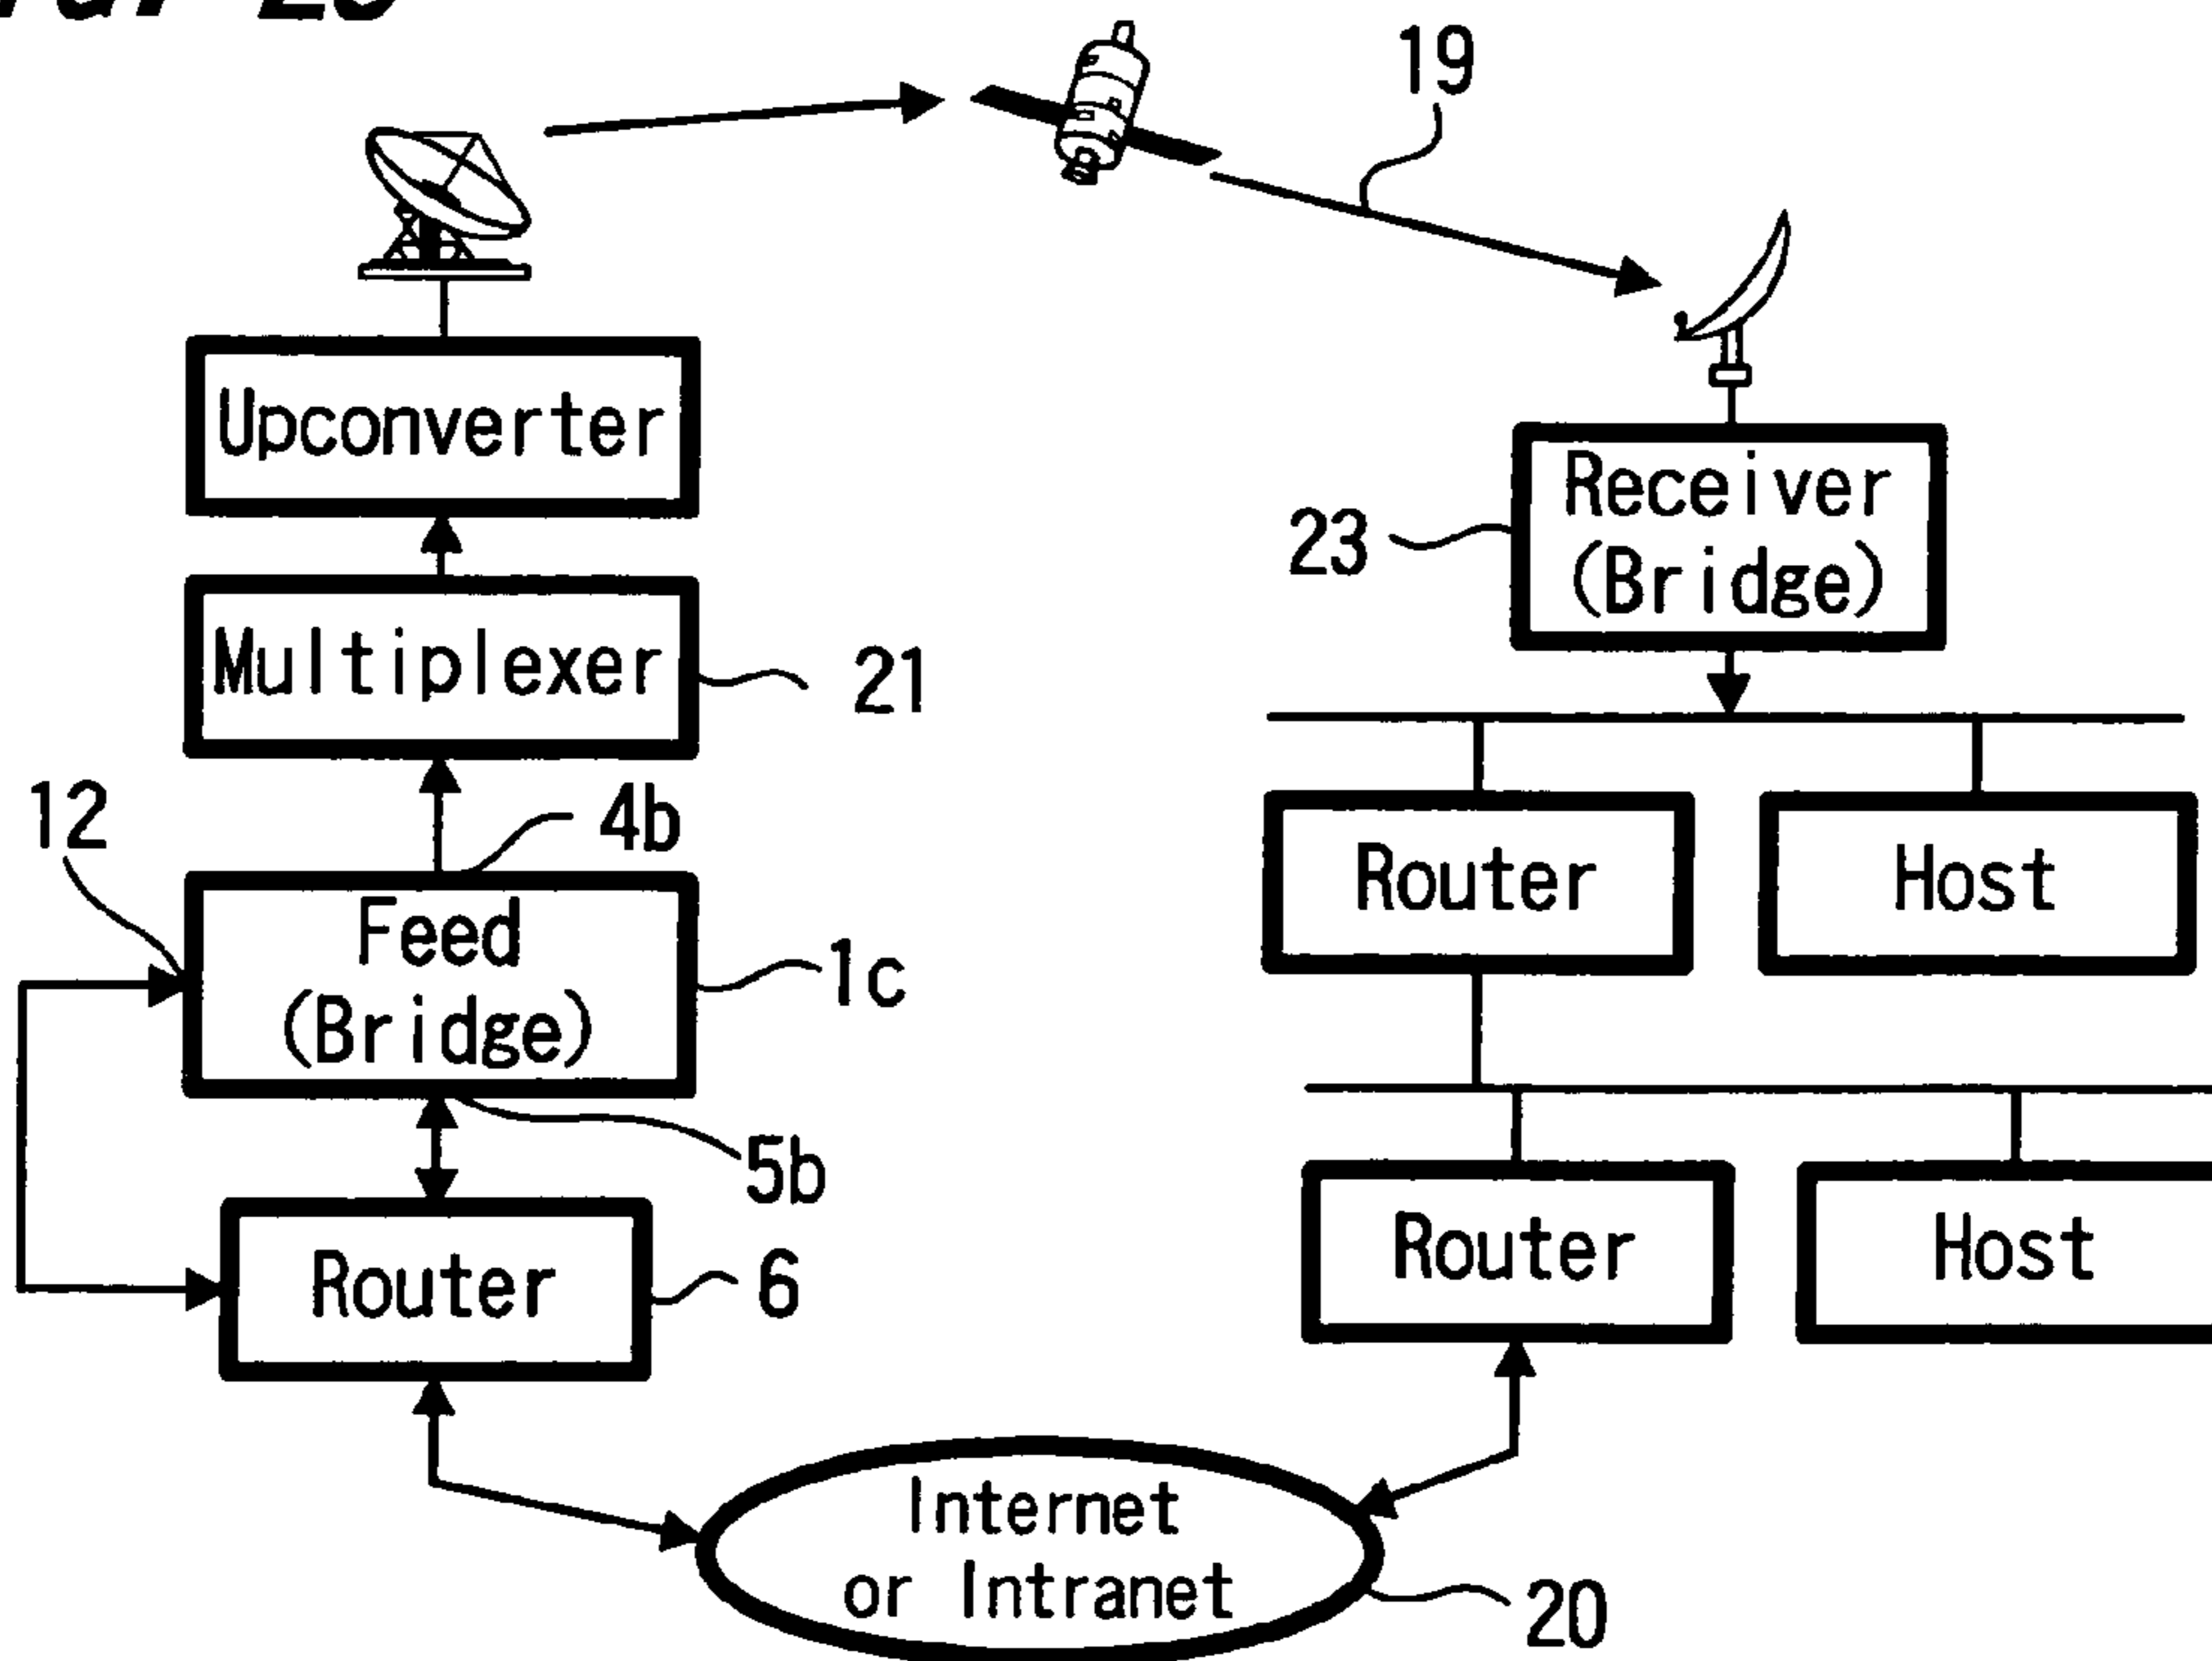 19
Upconverter
Receiver
(Bridge)
23
Multiplexer
21
12
4b
Router
Host
Feed
(Bridge)
1c
5b
Router
Host
Router
6
Internet
or Intranet
20